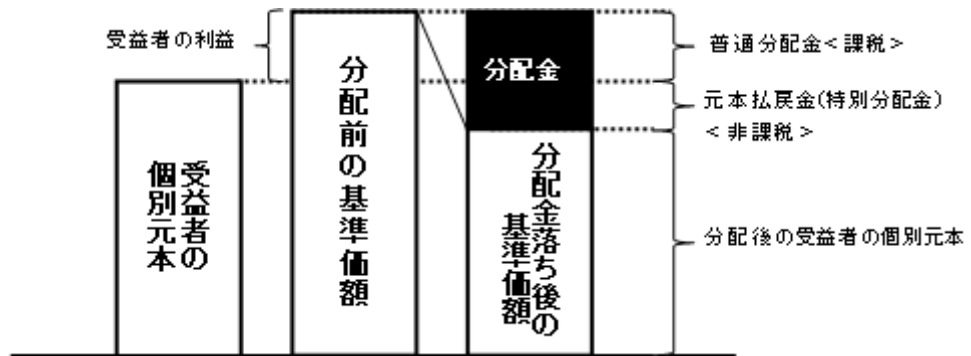 受益者の利益
受益者の
個別元本
分配前の基準価額
分配金
分配金落ち後の
基準価額
普通分配金<課税>
元本払戻金(特別分配金)
<非課税>
分配後の受益者の個別元本